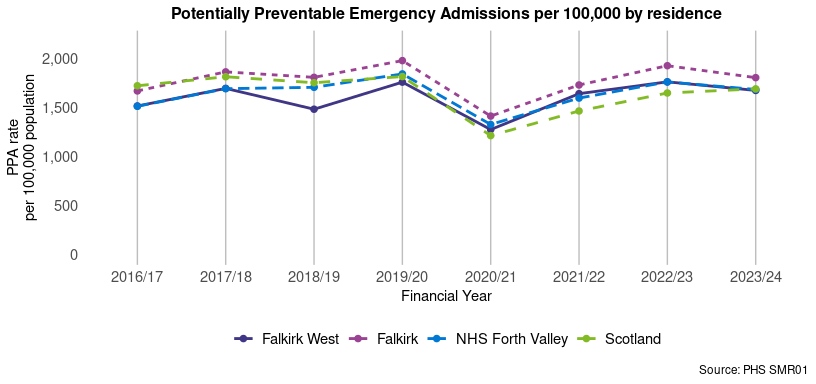 Potentially Preventable Emergency Admissions per 100,000 by residence
PPA rate
per 100,000 population
2,000
1,500
1,000
500
0
2016/17 2017/18 2018/19 2019/20 2020/21 2021/22 2022/23 2023/24
Financial Year
Falkirk West Falkirk NHS Forth Valley Scotland
Source: PHS SMR01